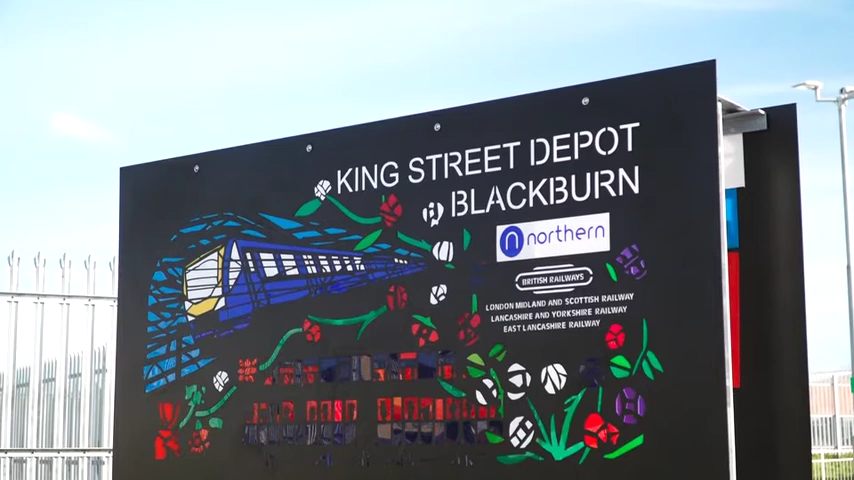 KING STREET DEPOT
BLACKBURN
n northern
BRITISH RAILWAYS
LONDON MIDLAND AND SCOTTISH RAILWAY
LANCASHIRE AND YORKSHIRE RAILWAY
EAST LANCASHIRE RAILWAY